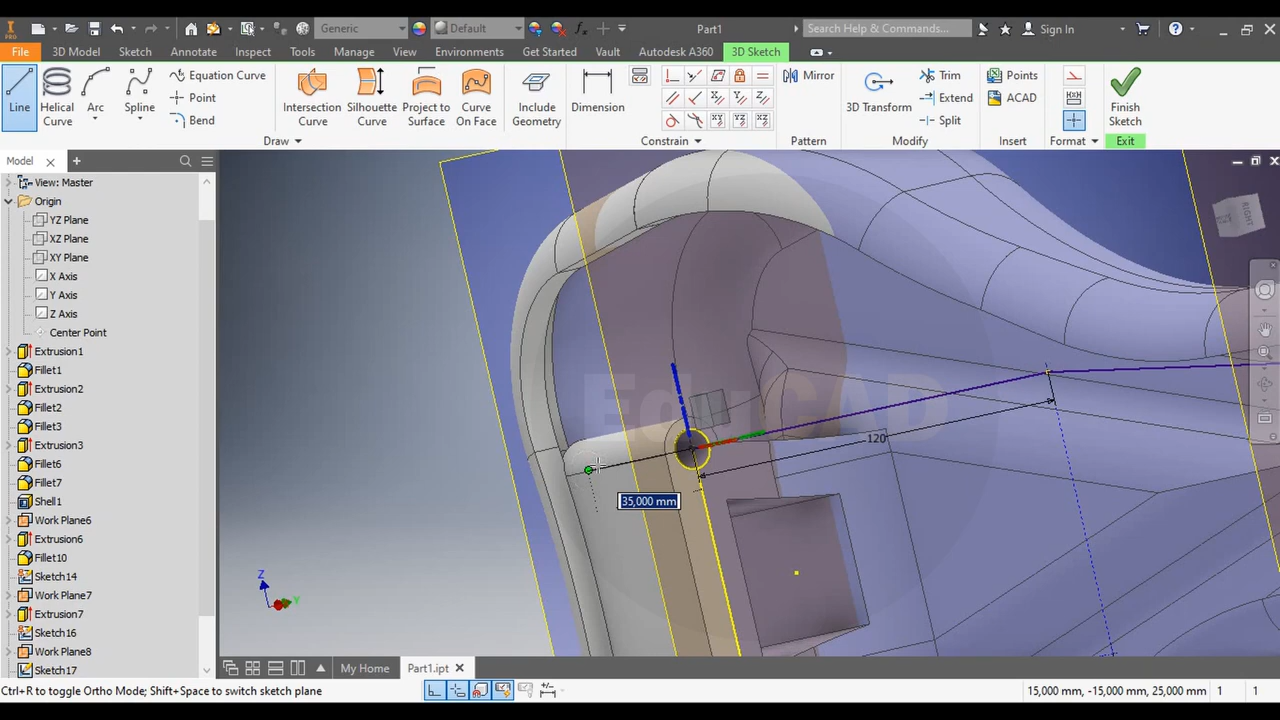 PRO
Generic
Default
Part1
Search Help & Commands...
Sign In
File
3D Model
Sketch
Annotate
Inspect
Tools
Manage
View
Environments
Get Started
Vault
Autodesk A360
3D Sketch
Line
Helical
Curve
Arc
Spline
Equation Curve
Point
Bend
Intersection
Curve
Silhouette
Curve
Project to
Surface
Curve
On Face
Include
Geometry
Dimension
Mirror
3D Transform
Trim
Extend
Split
Points
ACAD
Finish
Sketch
Draw
Constrain
Pattern
Modify
Insert
Format
Exit
Model
View: Master
Origin
YZ Plane
XZ Plane
XY Plane
X Axis
Y Axis
Z Axis
Center Point
Extrusion1
Fillet1
Extrusion2
Fillet2
Fillet3
Extrusion3
Fillet6
Fillet7
Shell1
Work Plane6
Extrusion6
Fillet10
Sketch14
Work Plane7
Extrusion7
Sketch16
Work Plane8
Sketch17
RIGHT
EduCAD
120
35,000 mm
Z
Y
My Home
Part1.ipt
Ctrl+R to toggle Ortho Mode; Shift+Space to switch sketch plane
15,000 mm, -15,000 mm, 25,000 mm
1
1